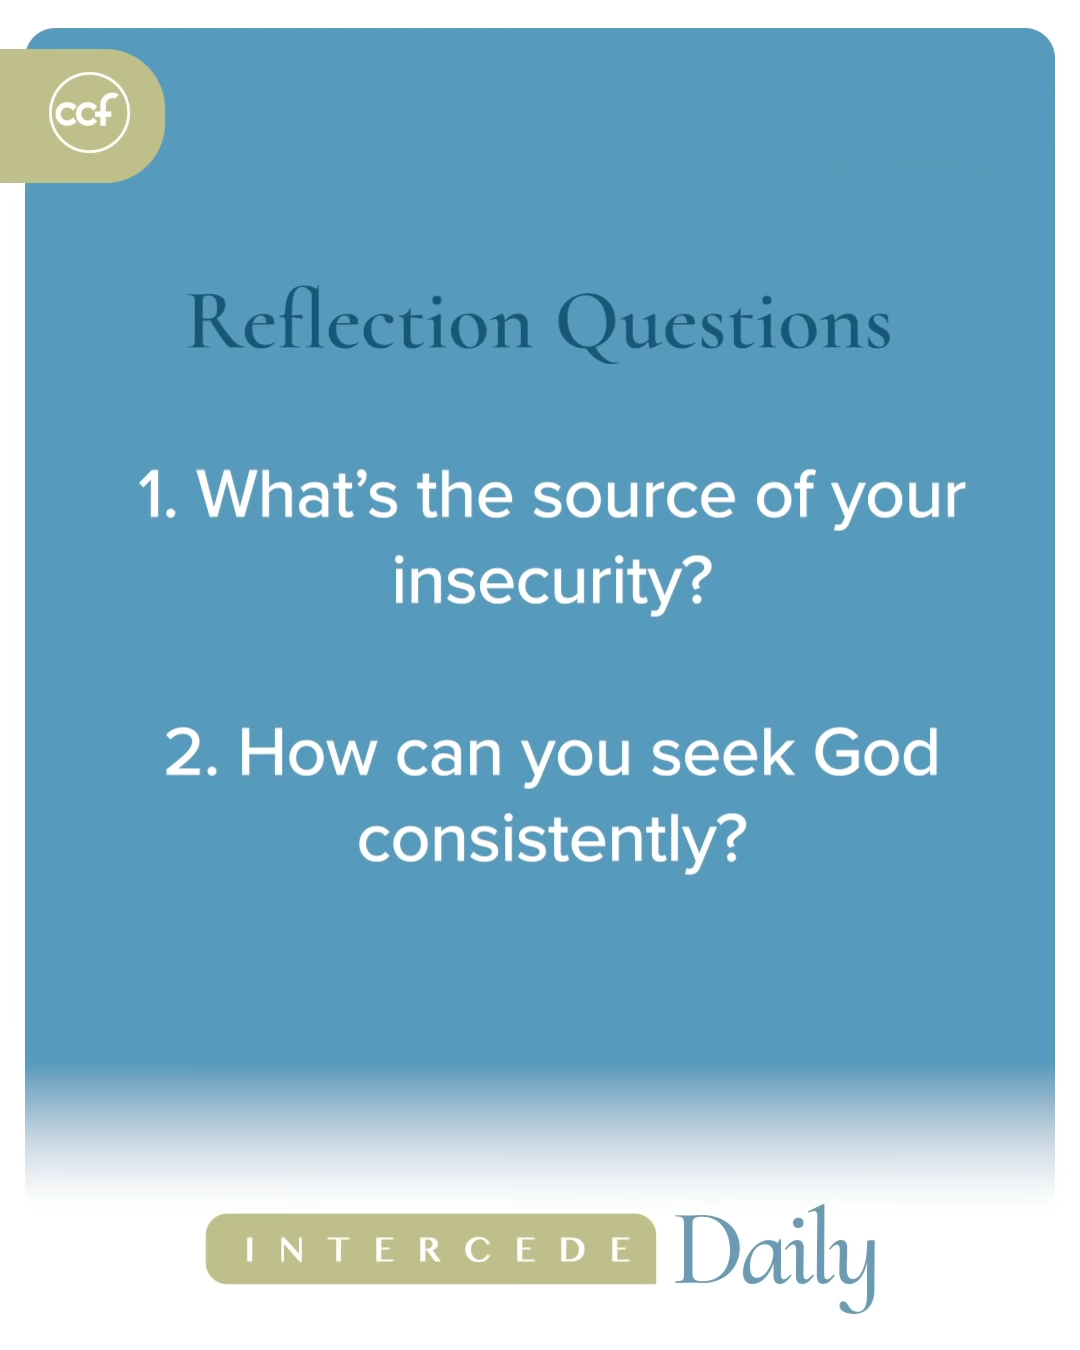 ccf
Reflection Questions
1. What’s the source of your
insecurity?
2. How can you seek God
consistently?
INTERCEDE Daily